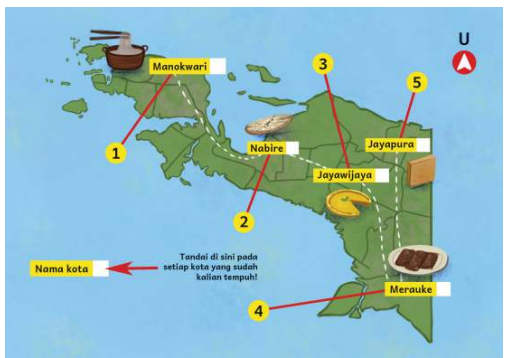 U
Manokwari
3
5
Nabire
Jayapura
1
Jayawijaya
2
Tandai di sini pada
setiap kota yang sudah
kalian tempuh!
Nama kota
Merauke
4